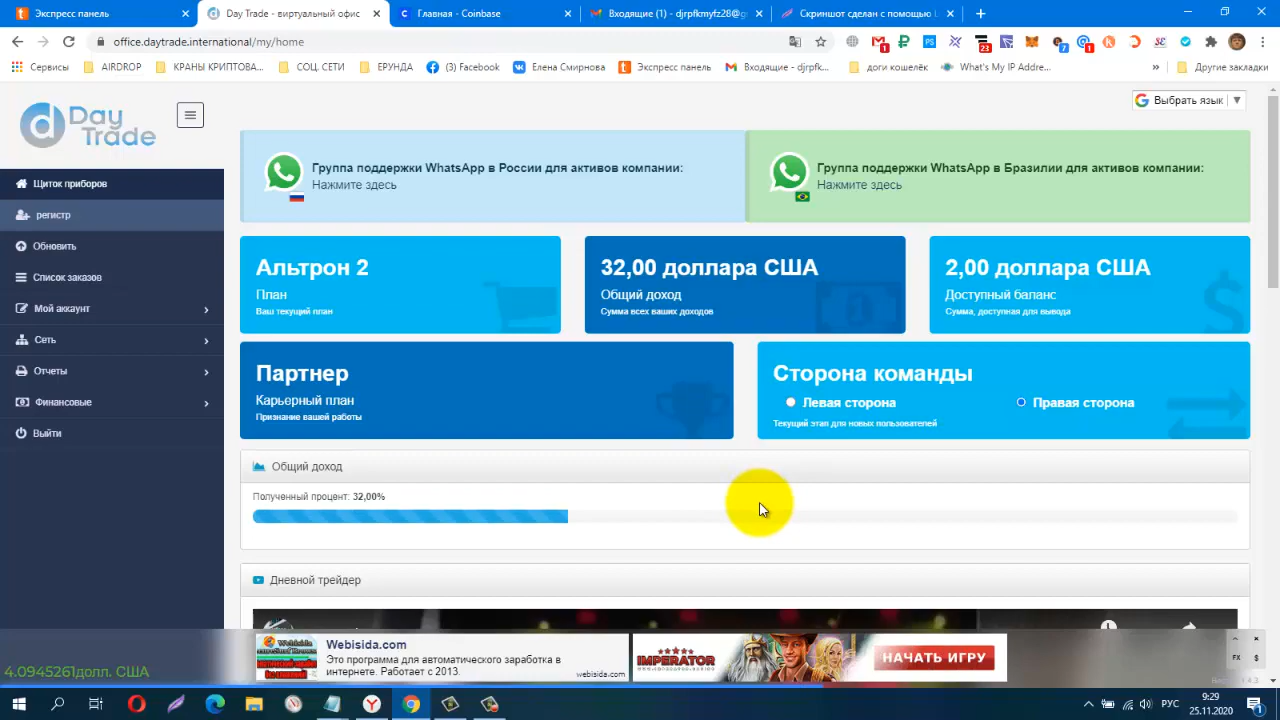 Экспресс панель
Day Trade - виртуальный офис
Главная - Coinbase
Входящие (1) - djrpfkmyfz28@g
Скриншот сделан с помощью L
office.daytrade.international/my/home
Сервисы
AIRDROP
КРАНЫ КРИПТОВА...
СОЦ. СЕТИ
ЕРУНДА
(3) Facebook
Елена Смирнова
Экспресс панель
Входящие - djrpfk...
доги кошелёк
What's My IP Addre...
»
Другие закладки
Day
Trade
Выбрать язык
Щиток приборов
регистр
Обновить
Список заказов
Мой аккаунт
Сеть
Отчеты
Финансовые
Выйти
Группа поддержки WhatsApp в России для активов компании:
Нажмите здесь
Группа поддержки WhatsApp в Бразилии для активов компании:
Нажмите здесь
Альтрон 2
План
Ваш текущий план
32,00 доллара США
Общий доход
Сумма всех ваших доходов
2,00 доллара США
Доступный баланс
Сумма, доступная для вывода
Партнер
Карьерный план
Признание вашей работы
Сторона команды
Левая сторона
Правая сторона
Текущий этап для новых пользователей
Общий доход
Полученный процент: 32,00%
Дневной трейдер
4.0945261долл. США
Webisida.com
Это программа для автоматического заработка в
интернете. Работает с 2013.
webisida.com
IMPERATOR
НАЧАТЬ ИГРУ
FX
$
РУС
9:29
25.11.2020